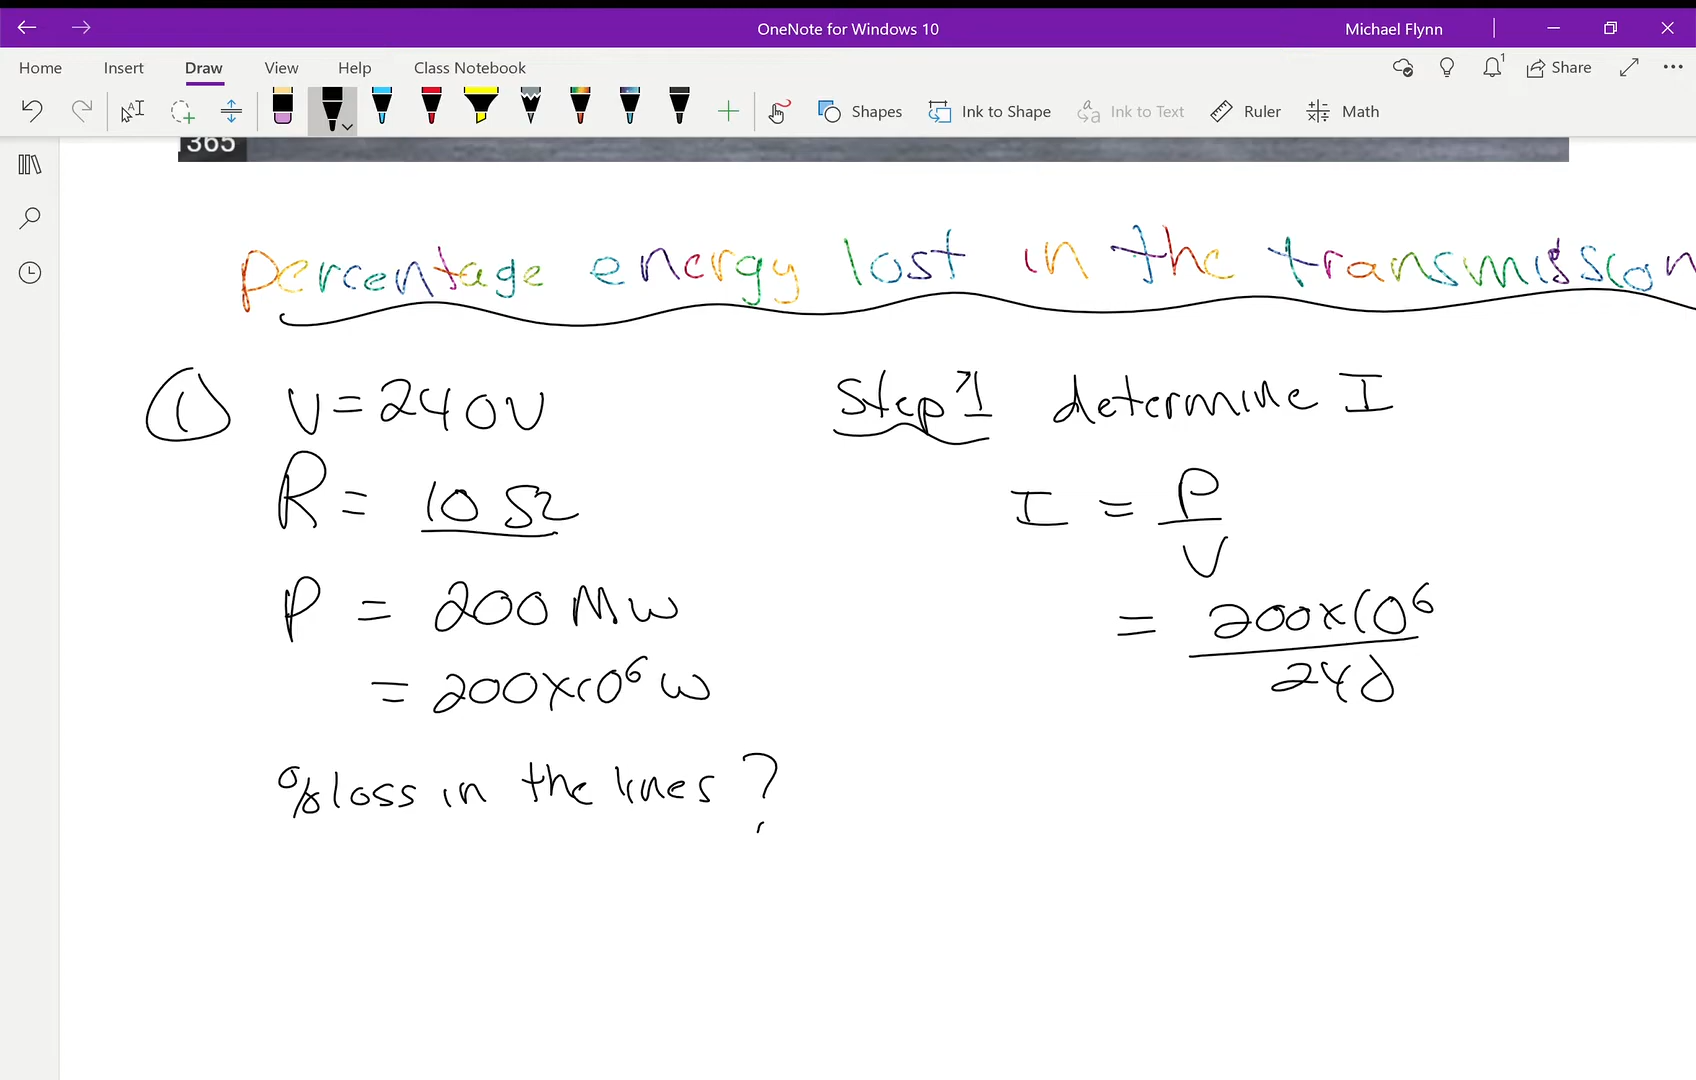 OneNote for Windows 10
Michael Flynn
Home Insert Draw View Help Class Notebook
1 Share
Shapes Ink to Shape Ink to Text Ruler Math
365
percentage energy lost in the transmission
① V = 240V
R = 10 Ω
P = 200 MW
= 200×10⁶ W
% loss in the lines ?
Step 1 determine I
I = P/V
= 200×10⁶/240